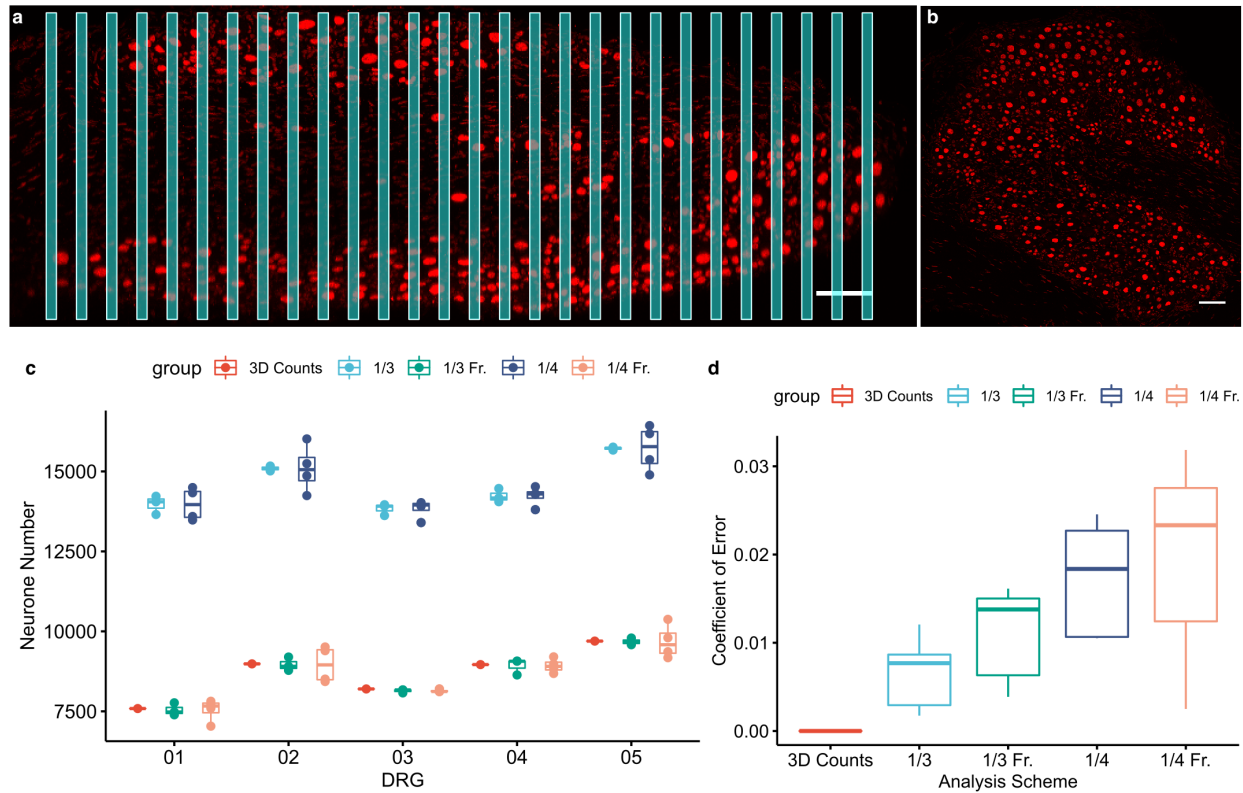 a
b
c
group 3D Counts 1/3 1/3 Fr. 1/4 1/4 Fr.
Neurone Number
15000
12500
10000
7500
01 02 03 04 05
DRG
d
group 3D Counts 1/3 1/3 Fr. 1/4 1/4 Fr.
Coefficient of Error
0.03
0.02
0.01
0.00
3D Counts 1/3 1/3 Fr. 1/4 1/4 Fr.
Analysis Scheme